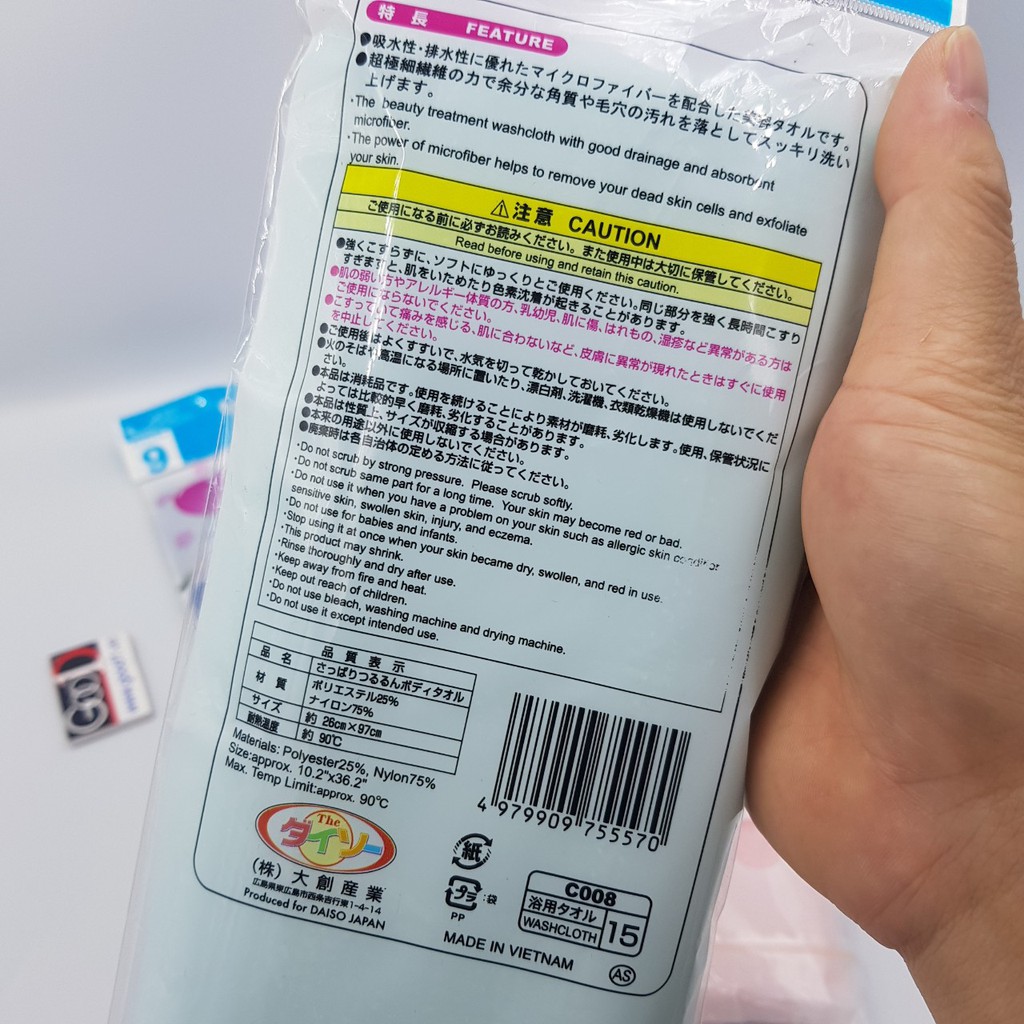 特長 FEATURE
●吸水性・排水性に優れたマイクロファイバーを配合した美容タオルです。
●超極細繊維の力で余分な角質や毛穴の汚れを落としてスッキリ洗い
上げます。
・The beauty treatment washcloth with good drainage and absorbent
microfiber.
・The power of microfiber helps to remove your dead skin cells and exfoliate
your skin.
⚠注意 CAUTION
ご使用になる前に必ずお読みください。また使用中は大切に保管してください。
Read before using and retain this caution.
●強くこすらずに、ソフトにゆっくりとご使用ください。同じ部分を強く長時間こすり
すぎますと、肌をいためたり色素沈着が起きることがあります。
●肌の弱い方やアレルギー体質の方、乳幼児、肌に傷、はれもの、湿疹など異常がある方は
ご使用にならないでください。
●こすっていて痛みを感じる、肌に合わないなど、皮膚に異常が現れたときはすぐに使用
を中止してください。
●ご使用後はよくすすいで、水気を切って乾かしておいてください。
●火のそばや高温になる場所に置いたり、漂白剤、洗濯機、衣類乾燥機は使用しないでくだ
さい。
●本品は消耗品です。使用を続けることにより素材が磨耗、劣化します。使用、保管状況に
よっては比較的早く磨耗、劣化することがあります。
●本品は性質上、サイズが収縮する場合があります。
●本来の用途以外に使用しないでください。
●廃棄時は各自治体の定める方法に従ってください。
・Do not scrub by strong pressure. Please scrub softly.
・Do not scrub same part for a long time. Your skin may become red or bad.
・Do not use it when you have a problem on your skin such as allergic skin condition
sensitive skin, swollen skin, injury, and eczema.
・Do not use for babies and infants.
・Stop using it at once when your skin became dry, swollen, and red in use.
・This product may shrink.
・Rinse thoroughly and dry after use.
・Keep away from fire and heat.
・Keep out reach of children.
・Do not use bleach, washing machine and drying machine.
・Do not use it except intended use.
品質表示
品名 さっぱりつるるんボディタオル
材質 ポリエステル25%
ナイロン75%
サイズ 約 26cm×97cm
耐熱温度 約 90℃
Materials: Polyester25%, Nylon75%
Size:approx. 10.2"x36.2"
Max. Temp Limit:approx. 90℃
The
ダイソー
(株)大創産業
広島県東広島市西条吉行東1-4-14
Produced for DAISO JAPAN
4 979909 755570
紙
プラ :袋
PP
C008
浴用タオル
WASHCLOTH 15
MADE IN VIETNAM
AS